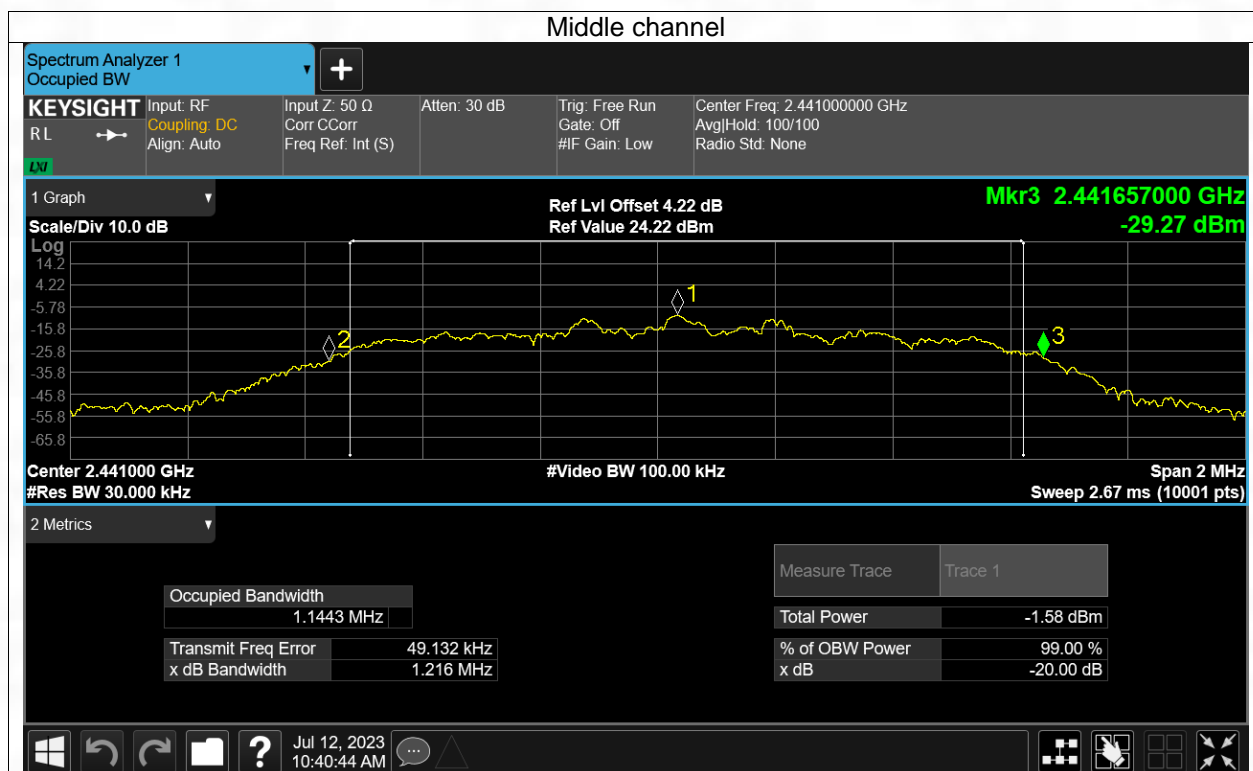 Middle channel
Spectrum Analyzer 1
Occupied BW
KEYSIGHT
R L
LXI
Input: RF
Coupling: DC
Align: Auto
Input Z: 50 Ω
Corr CCorr
Freq Ref: Int (S)
Atten: 30 dB
Trig: Free Run
Gate: Off
#IF Gain: Low
Center Freq: 2.441000000 GHz
Avg|Hold: 100/100
Radio Std: None
1 Graph
Scale/Div 10.0 dB
Ref Lvl Offset 4.22 dB
Ref Value 24.22 dBm
Mkr3 2.441657000 GHz
-29.27 dBm
Log
14.2
4.22
-5.78
-15.8
-25.8
-35.8
-45.8
-55.8
-65.8
1
2
3
Center 2.441000 GHz
#Res BW 30.000 kHz
#Video BW 100.00 kHz
Span 2 MHz
Sweep 2.67 ms (10001 pts)
2 Metrics
Occupied Bandwidth
1.1443 MHz
Transmit Freq Error 49.132 kHz
x dB Bandwidth 1.216 MHz
Measure Trace Trace 1
Total Power -1.58 dBm
% of OBW Power 99.00 %
x dB -20.00 dB
?
Jul 12, 2023
10:40:44 AM